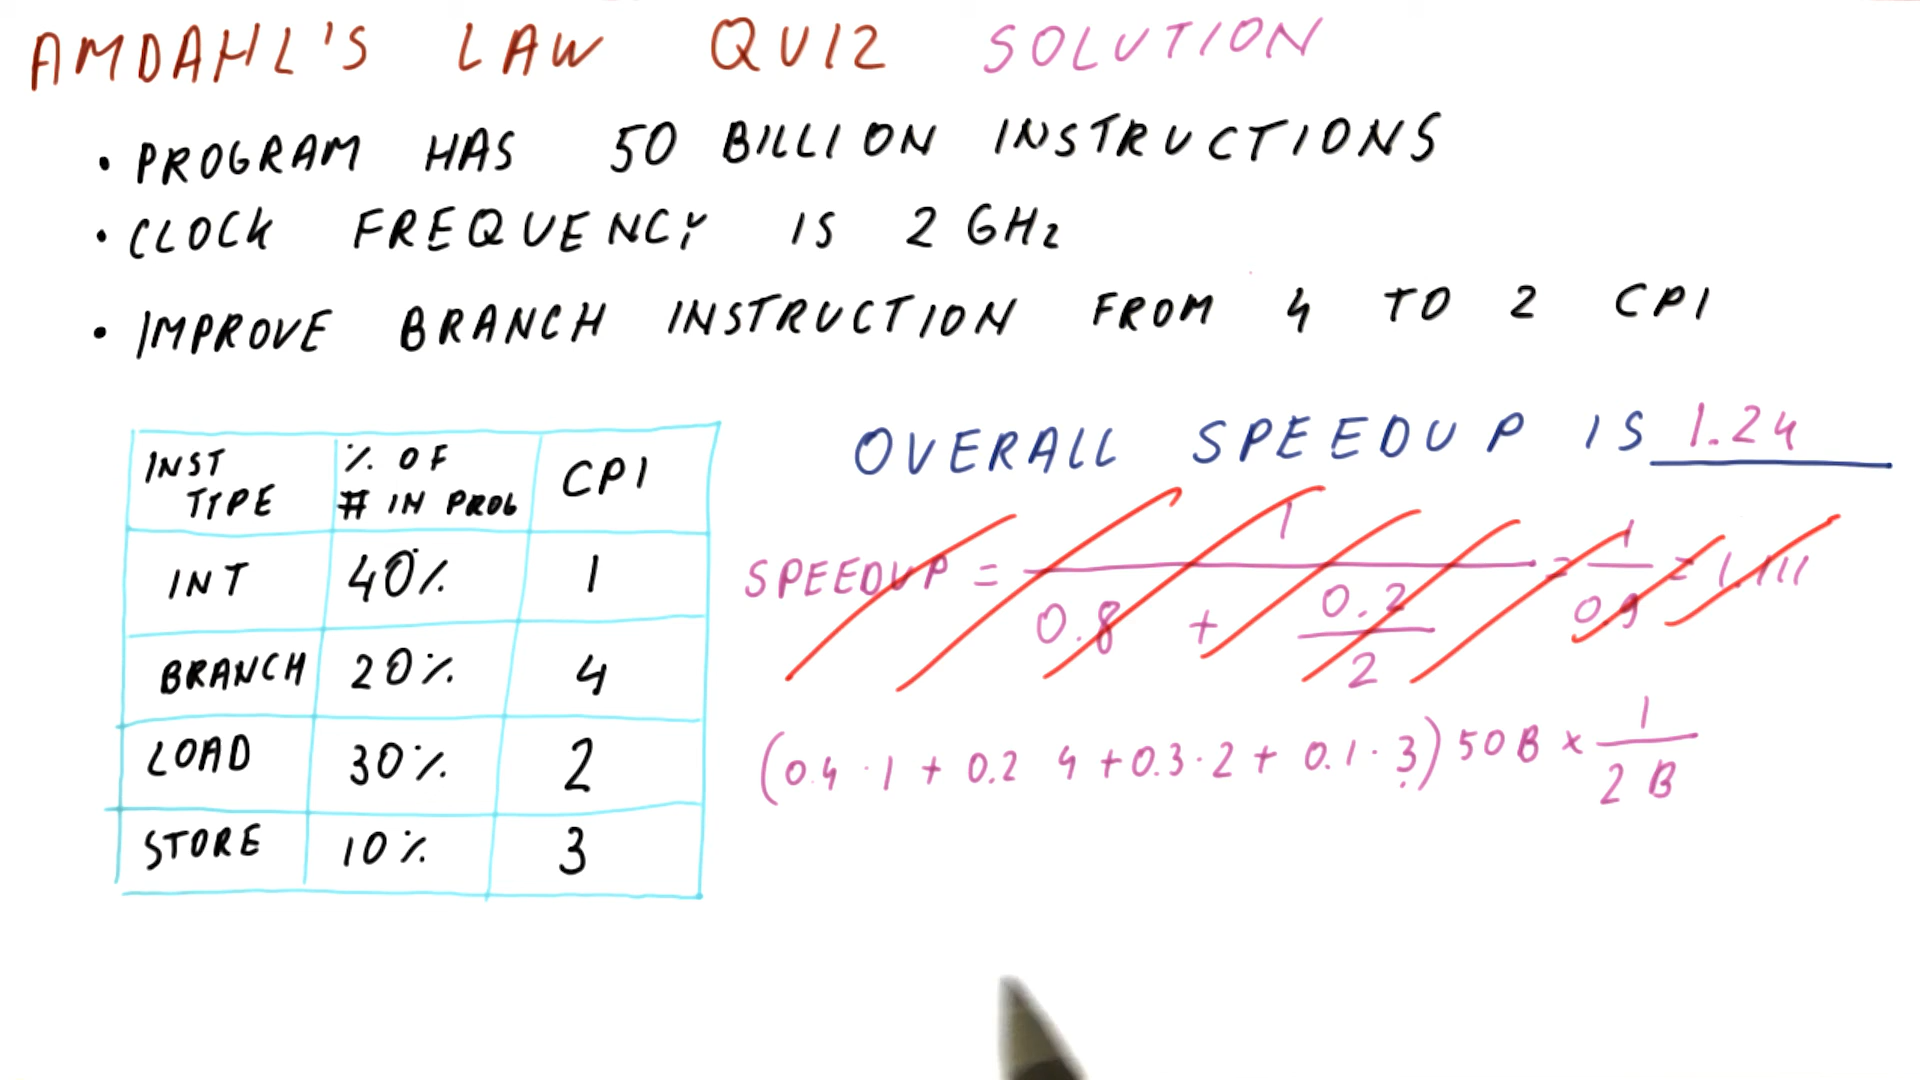 AMDAHL'S LAW QUIZ SOLUTION
• PROGRAM HAS 50 BILLION INSTRUCTIONS
• CLOCK FREQUENCY IS 2 GHz
• IMPROVE BRANCH INSTRUCTION FROM 4 TO 2 CPI
OVERALL SPEEDUP IS 1.24
INST TYPE | % OF # IN PROG | CPI
INT 40% 1
BRANCH 20% 4
LOAD 30% 2
STORE 10% 3
SPEEDUP = 1 / (0.8 + 0.2/2) = 1/0.9 = 1.111
(0.4 · 1 + 0.2 4 + 0.3 · 2 + 0.1 · 3) 50B × 1/2B